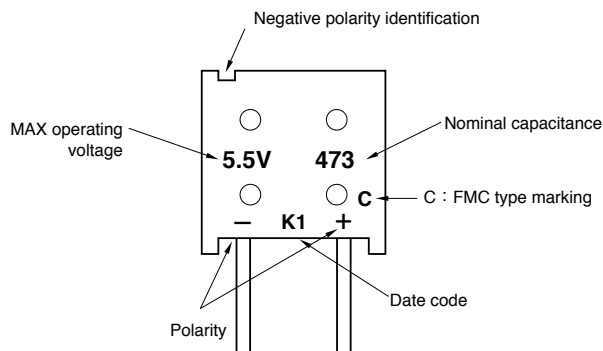 Negative polarity identification
MAX operating
voltage
Nominal capacitance
5.5V 473
C
C：FMC type marking
− K1 +
Date code
Polarity